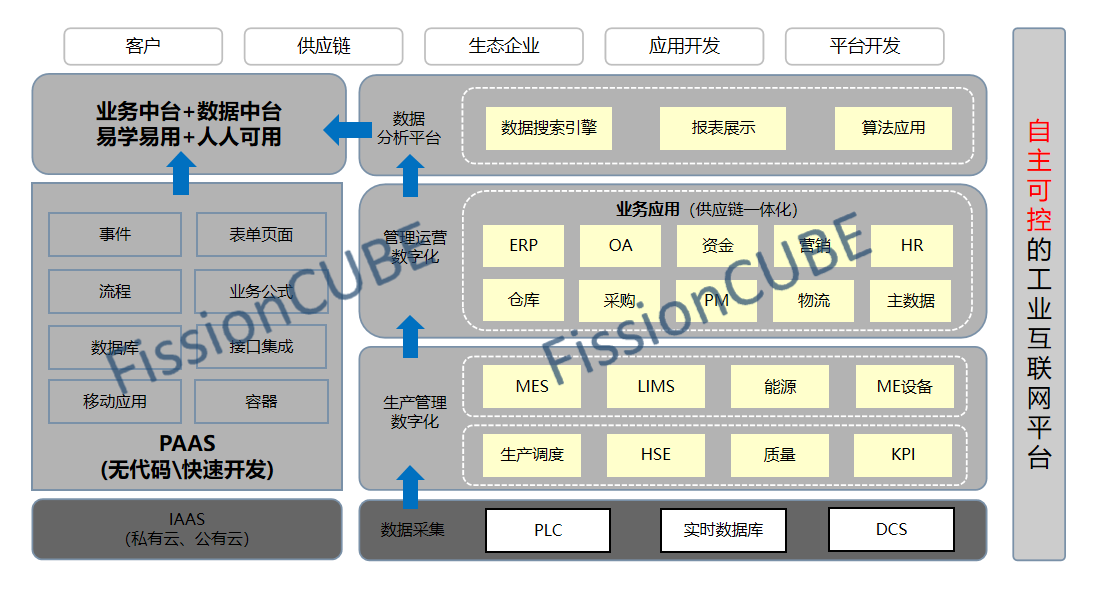 客户
供应链
生态企业
应用开发
平台开发
业务中台+数据中台
易学易用+人人可用
事件
表单页面
流程
业务公式
数据库
接口集成
移动应用
容器
PAAS
(无代码\快速开发)
IAAS
(私有云、公有云)
数据
分析平台
数据搜索引擎
报表展示
算法应用
管理运营
数字化
业务应用（供应链一体化）
ERP
OA
资金
营销
HR
仓库
采购
PM
物流
主数据
生产管理
数字化
MES
LIMS
能源
ME设备
生产调度
HSE
质量
KPI
数据采集
PLC
实时数据库
DCS
自主可控的工业互联网平台
FissionCUBE
FissionCUBE